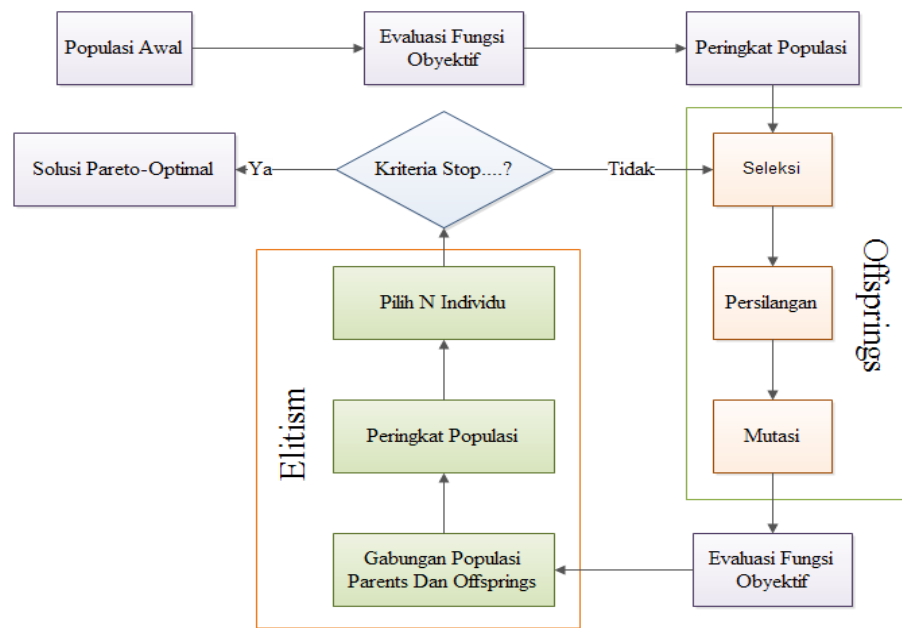 Populasi Awal
Evaluasi Fungsi
Obyektif
Peringkat Populasi
Solusi Pareto-Optimal
Ya
Kriteria Stop....?
Tidak
Seleksi
Offsprings
Pilih N Individu
Persilangan
Elitism
Peringkat Populasi
Mutasi
Gabungan Populasi
Parents Dan Offsprings
Evaluasi Fungsi
Obyektif